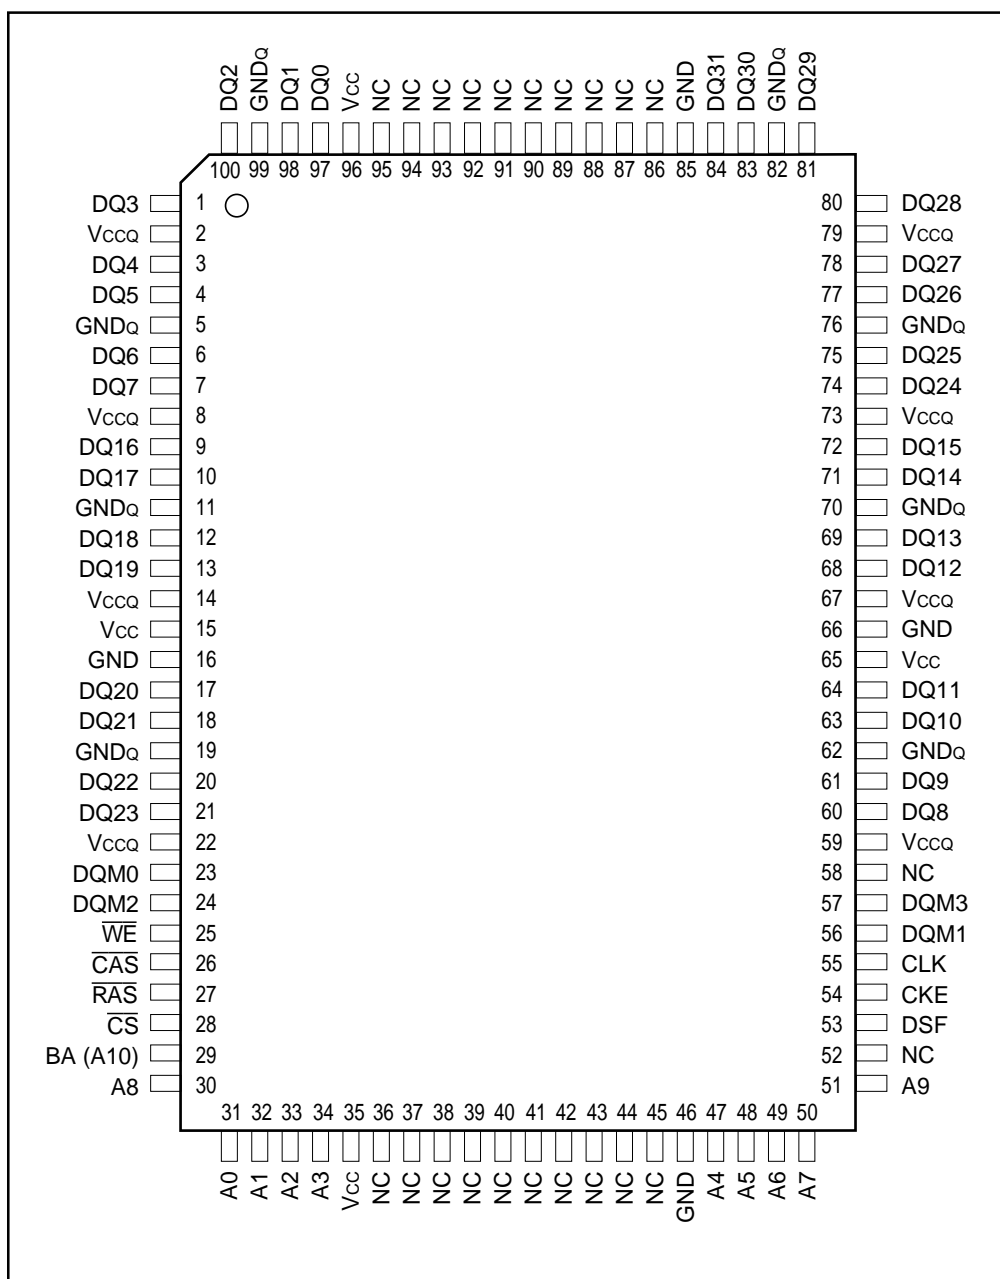 DQ2 GNDQ DQ1 DQ0 VCC NC NC NC NC NC NC NC NC NC NC GND DQ31 DQ30 GNDQ DQ29
100 99 98 97 96 95 94 93 92 91 90 89 88 87 86 85 84 83 82 81
DQ3 1 80 DQ28
VCCQ 2 79 VCCQ
DQ4 3 78 DQ27
DQ5 4 77 DQ26
GNDQ 5 76 GNDQ
DQ6 6 75 DQ25
DQ7 7 74 DQ24
VCCQ 8 73 VCCQ
DQ16 9 72 DQ15
DQ17 10 71 DQ14
GNDQ 11 70 GNDQ
DQ18 12 69 DQ13
DQ19 13 68 DQ12
VCCQ 14 67 VCCQ
VCC 15 66 GND
GND 16 65 VCC
DQ20 17 64 DQ11
DQ21 18 63 DQ10
GNDQ 19 62 GNDQ
DQ22 20 61 DQ9
DQ23 21 60 DQ8
VCCQ 22 59 VCCQ
DQM0 23 58 NC
DQM2 24 57 DQM3
W̅E̅ 25 56 DQM1
C̅A̅S̅ 26 55 CLK
R̅A̅S̅ 27 54 CKE
C̅S̅ 28 53 DSF
BA (A10) 29 52 NC
A8 30 51 A9
31 32 33 34 35 36 37 38 39 40 41 42 43 44 45 46 47 48 49 50
A0 A1 A2 A3 VCC NC NC NC NC NC NC NC NC NC NC GND A4 A5 A6 A7